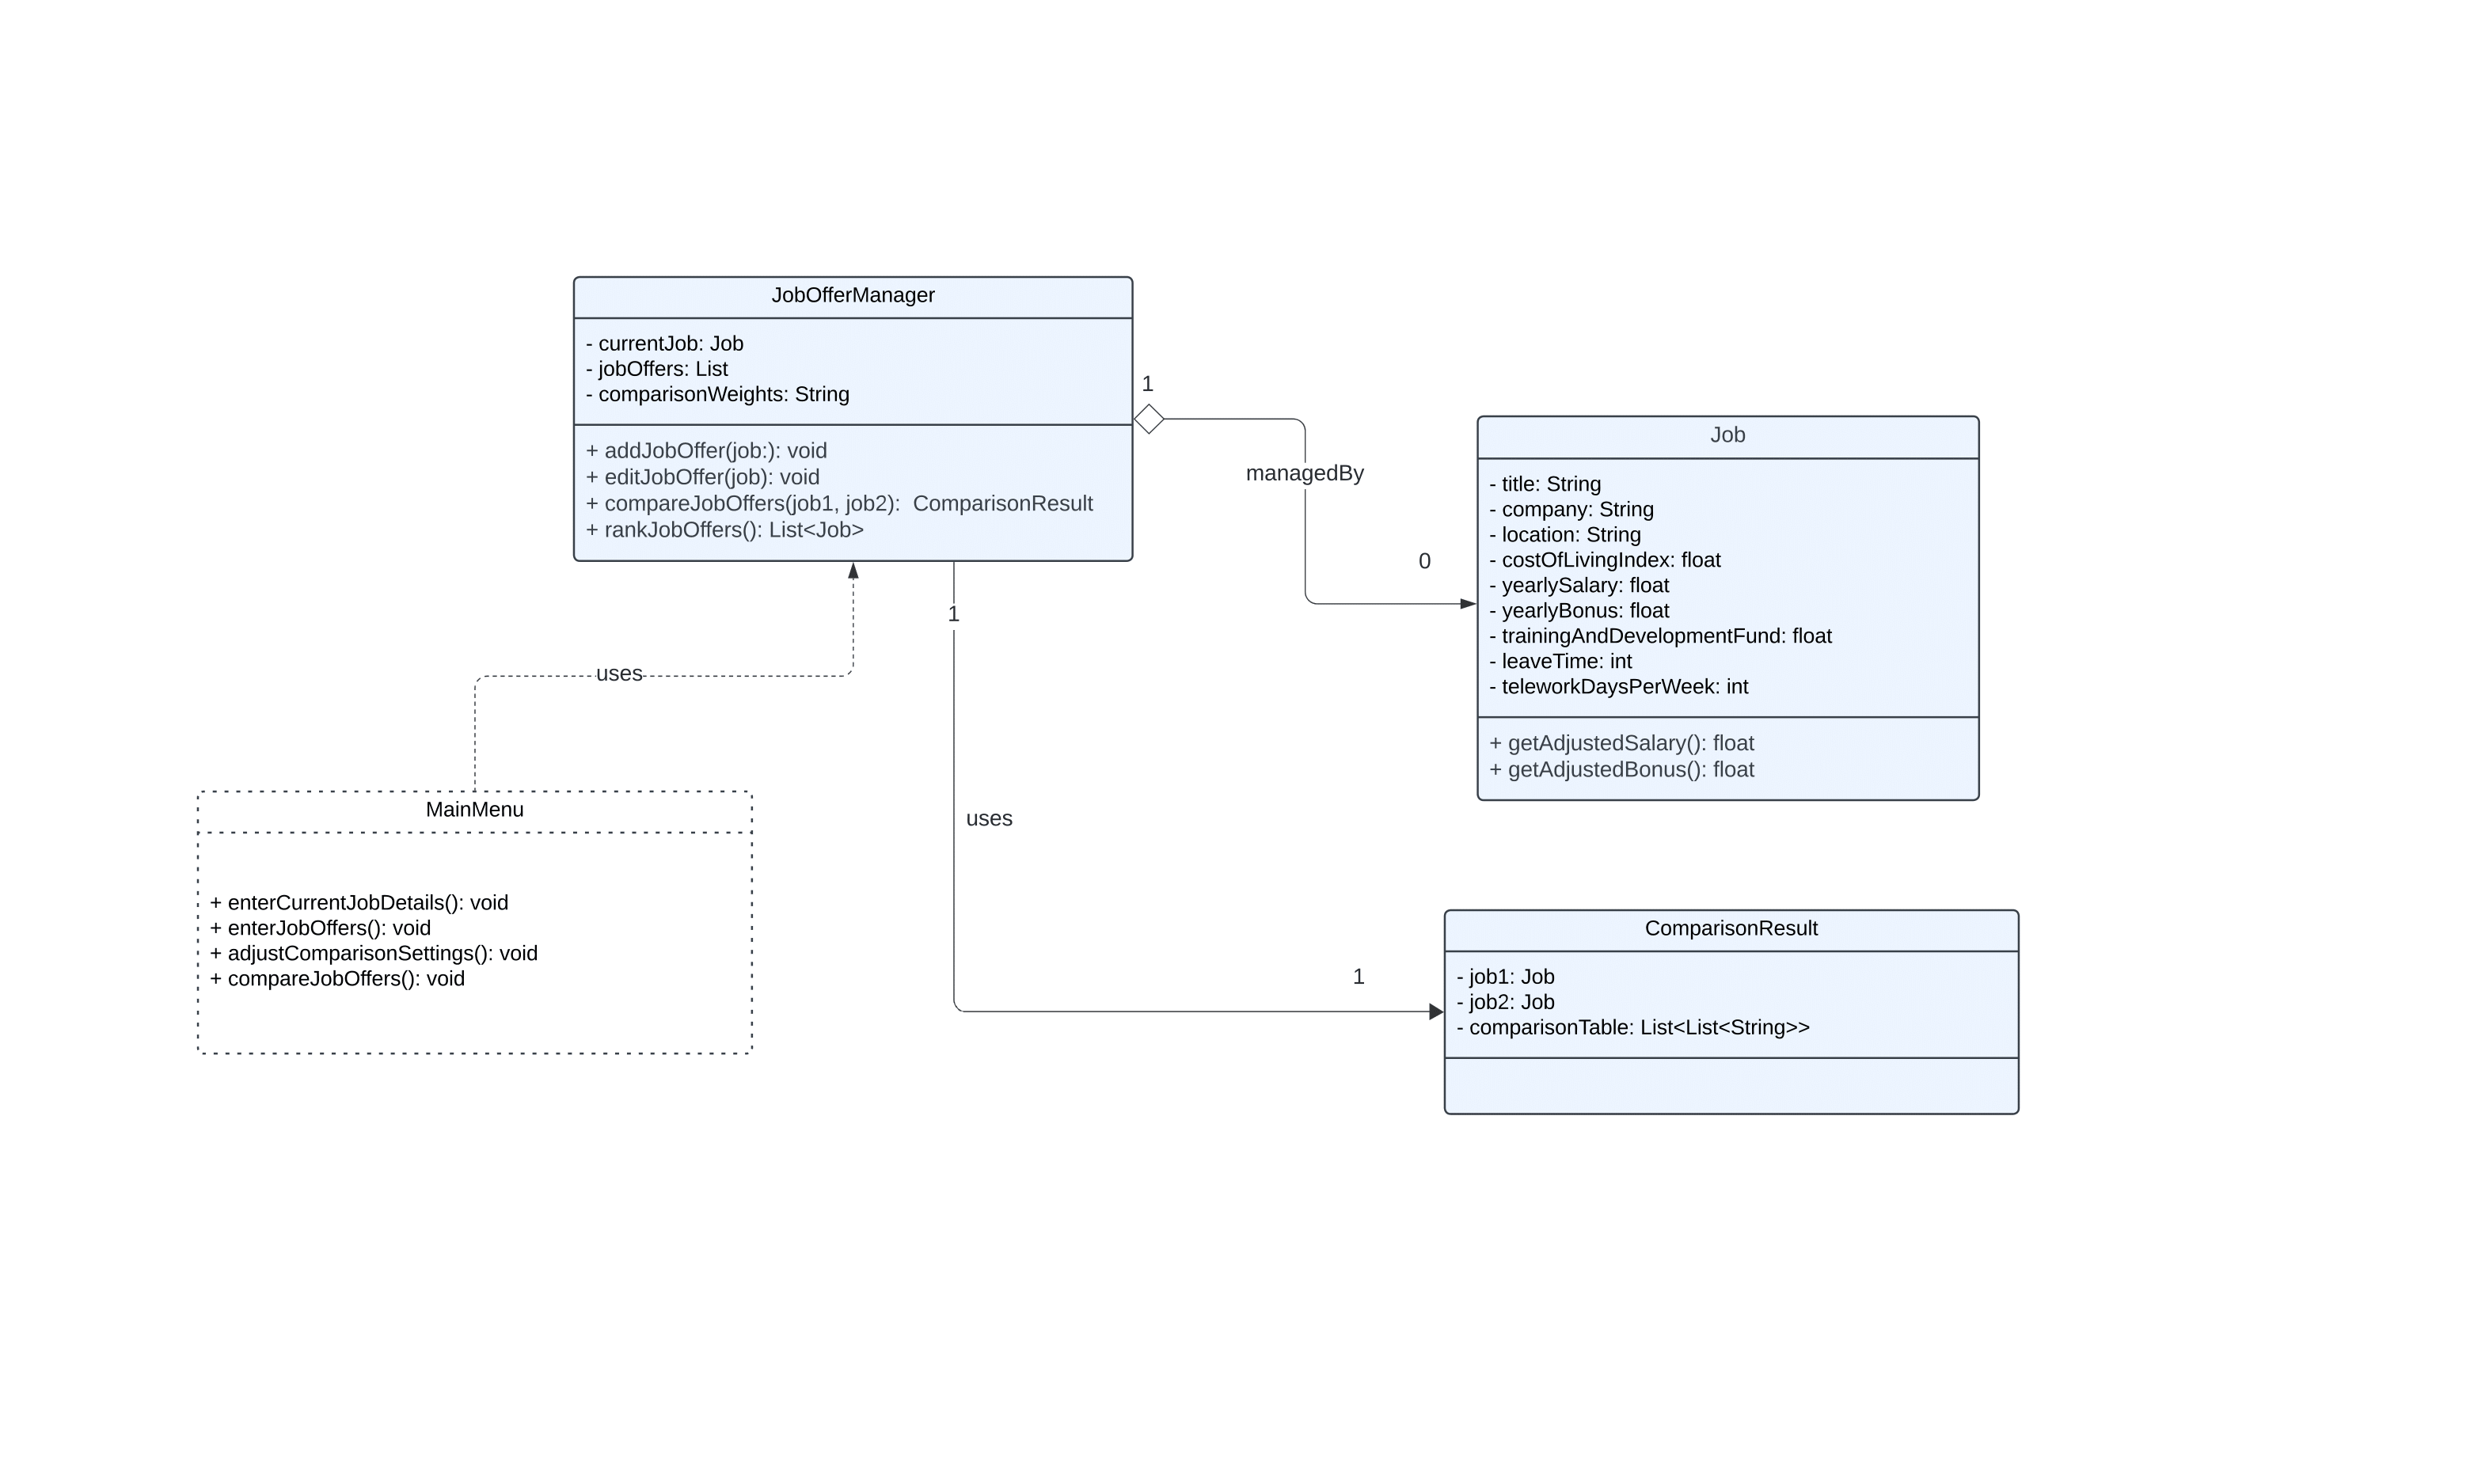 JobOfferManager
- currentJob: Job
- jobOffers: List
- comparisonWeights: String
+ addJobOffer(job:): void
+ editJobOffer(job): void
+ compareJobOffers(job1, job2):  ComparisonResult
+ rankJobOffers(): List<Job>
1
managedBy
0
Job
- title: String
- company: String
- location: String
- costOfLivingIndex: float
- yearlySalary: float
- yearlyBonus: float
- trainingAndDevelopmentFund: float
- leaveTime: int
- teleworkDaysPerWeek: int
+ getAdjustedSalary(): float
+ getAdjustedBonus(): float
uses
1
uses
1
MainMenu
+ enterCurrentJobDetails(): void
+ enterJobOffers(): void
+ adjustComparisonSettings(): void
+ compareJobOffers(): void
ComparisonResult
- job1: Job
- job2: Job
- comparisonTable: List<List<String>>